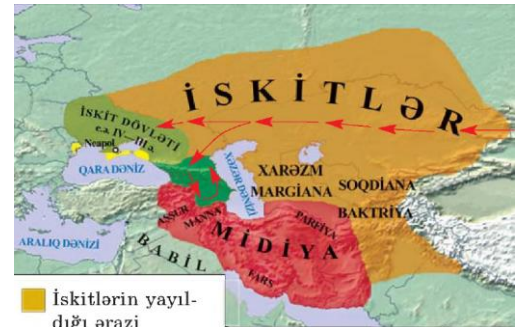 İSKİTLƏR
İSKİT DÖVLƏTİ
e.ə. IV–III ə.
Neapol
QARA DƏNİZ
XƏZƏR DƏNİZİ
XARƏZM
MARGİANA
SOQDİANA
BAKTRİYA
ASSUR
MANNA
PARFİYA
MİDİYA
ARALIQ DƏNİZİ
BABİL
FARS
İskitlərin yayıl-
dığı ərazi